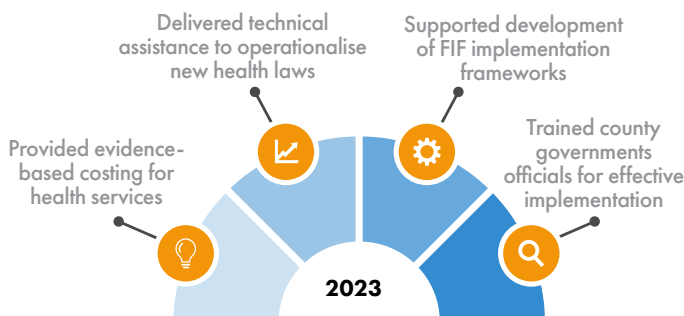 Provided evidence-
based costing for
health services
Delivered technical
assistance to operationalise
new health laws
Supported development
of FIF implementation
frameworks
Trained county
governments
officials for effective
implementation
2023